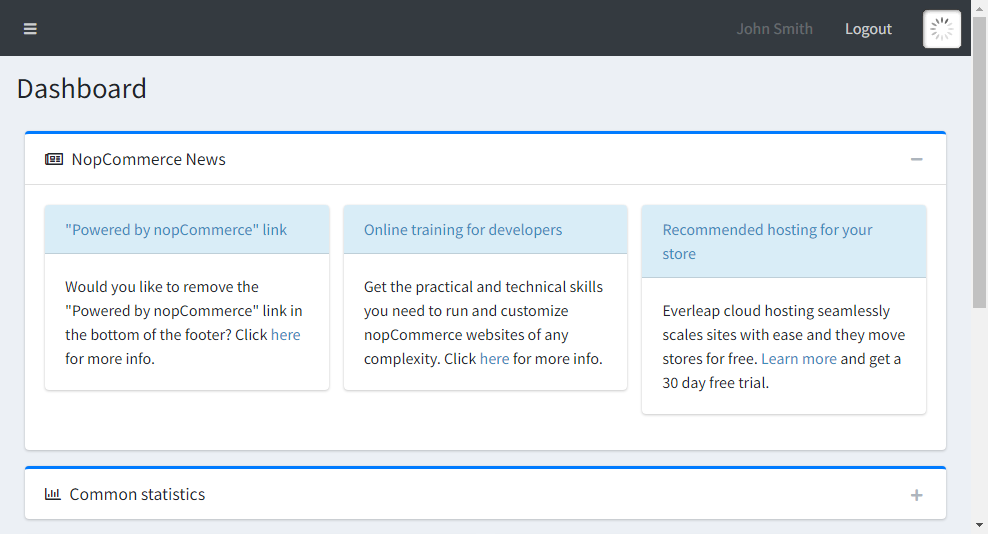 John Smith Logout
Dashboard
NopCommerce News
"Powered by nopCommerce" link
Would you like to remove the
"Powered by nopCommerce" link in
the bottom of the footer? Click here
for more info.
Online training for developers
Get the practical and technical skills
you need to run and customize
nopCommerce websites of any
complexity. Click here for more info.
Recommended hosting for your
store
Everleap cloud hosting seamlessly
scales sites with ease and they move
stores for free. Learn more and get a
30 day free trial.
Common statistics